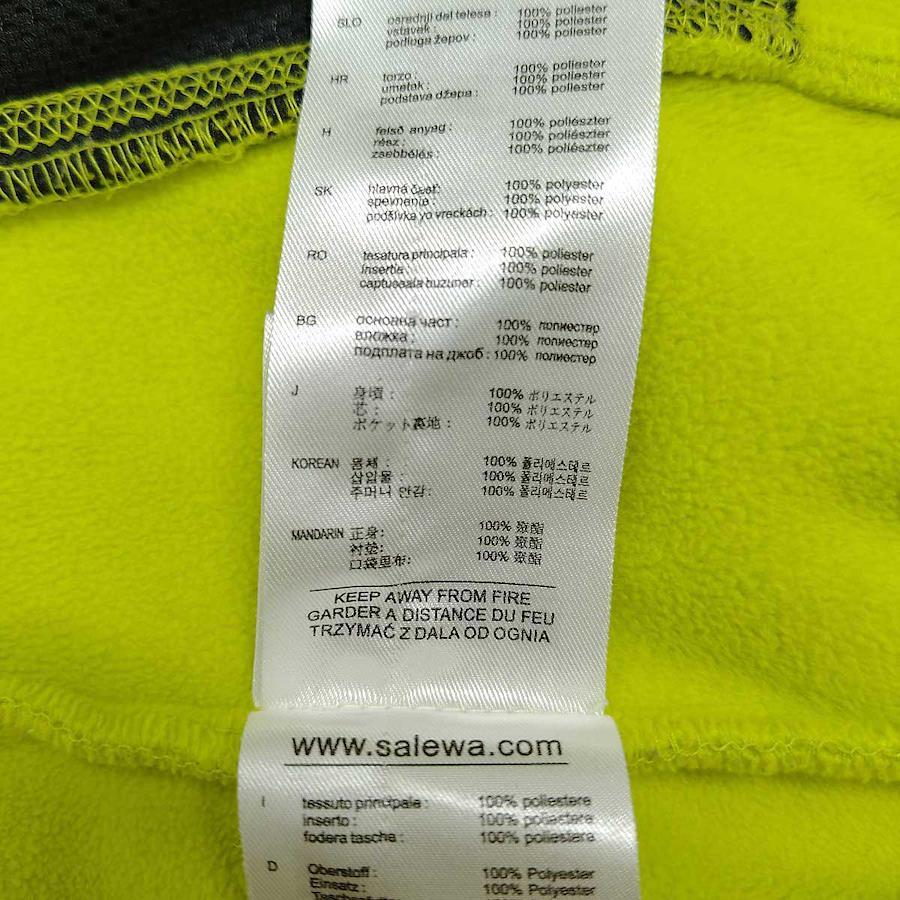 SLO osrednji del telesa : 100% poliester
vstavek 100% poliester
podloga žepov : 100% poliester
HR torzo : 100% poliester
umetak : 100% poliester
podstava džepa : 100% poliester
H felső anyag : 100% poliészter
rész : 100% poliészter
zsebbélés : 100% poliészter
SK hlavná časť: 100% polyester
spevnenie : 100% polyester
podšívka vo vreckách : 100% polyester
RO tesatura principala : 100% poliester
insertie : 100% poliester
captuseala buzunar : 100% poliester
BG основна част : 100% полиестер
вложка : 100% полиестер
подплата на джоб : 100% полиестер
J 身頃 : 100% ポリエステル
芯 : 100% ポリエステル
ポケット裏地 : 100% ポリエステル
KOREAN 몸체 : 100% 폴리에스테르
삽입물 : 100% 폴리에스테르
주머니 안감: 100% 폴리에스테르
MANDARIN 正身: 100% 聚酯
衬垫: 100% 聚酯
口袋里布: 100% 聚酯
KEEP AWAY FROM FIRE
GARDER A DISTANCE DU FEU
TRZYMAĆ Z DALA OD OGNIA
www.salewa.com
I tessuto principale : 100% poliestere
inserto : 100% poliestere
fodera tasche : 100% poliestere
D Oberstoff : 100% Polyester
Einsatz : 100% Polyester